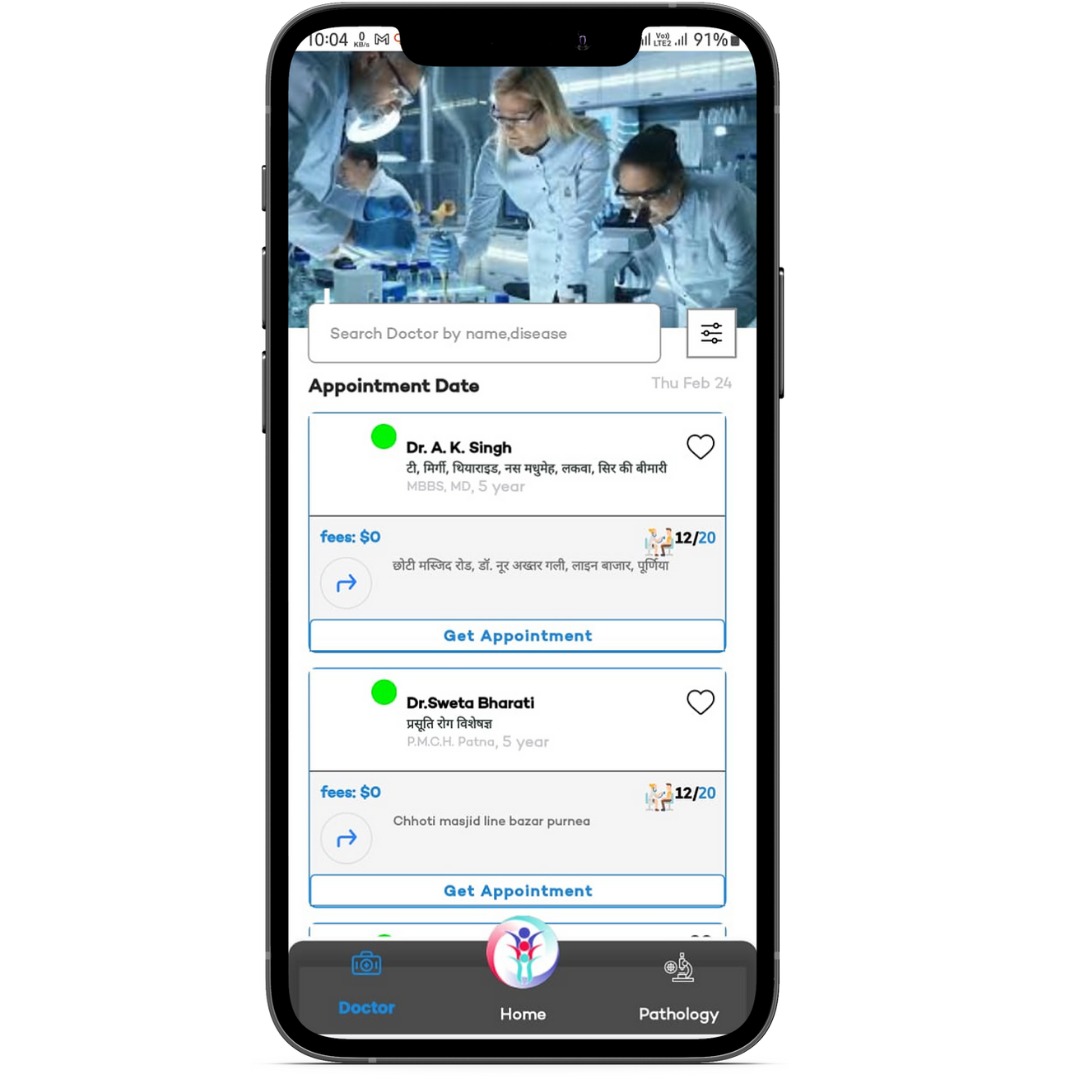 10:04 0 KB/s
Vo)) LTE2 91%
Search Doctor by name,disease
Appointment Date
Thu Feb 24
Dr. A. K. Singh
टी, मिर्गी, थियाराइड, नस मधुमेह, लकवा, सिर की बीमारी
MBBS, MD, 5 year
fees: $0
12/20
छोटी मस्जिद रोड, डॉ. नूर अख्तर गली, लाइन बाजार, पूर्णिया
Get Appointment
Dr.Sweta Bharati
प्रसूति रोग विशेषज्ञ
P.M.C.H. Patna, 5 year
fees: $0
12/20
Chhoti masjid line bazar purnea
Get Appointment
Doctor
Home
Pathology